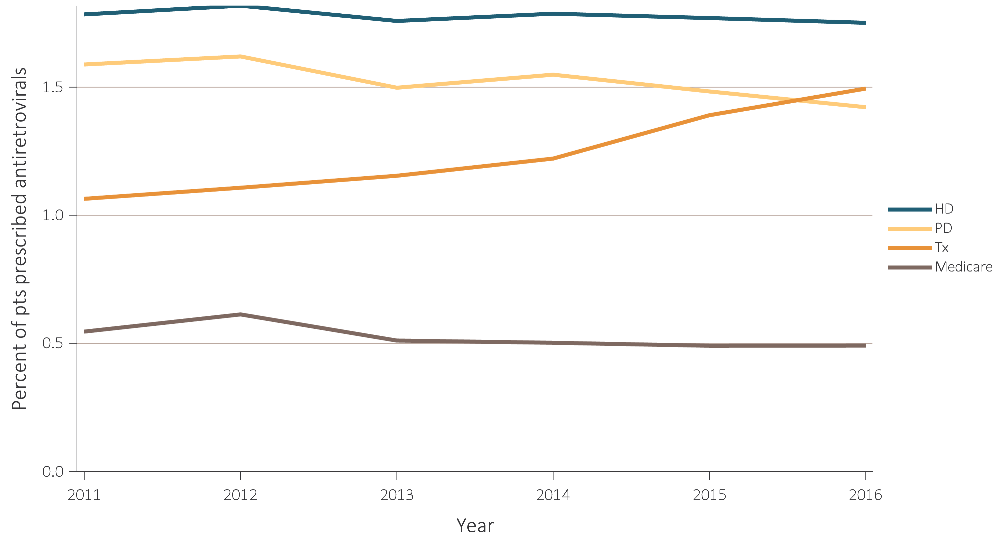 Percent of pts prescribed antiretrovirals
1.5
1.0
0.5
0.0
2011 2012 2013 2014 2015 2016
Year
HD
PD
Tx
Medicare